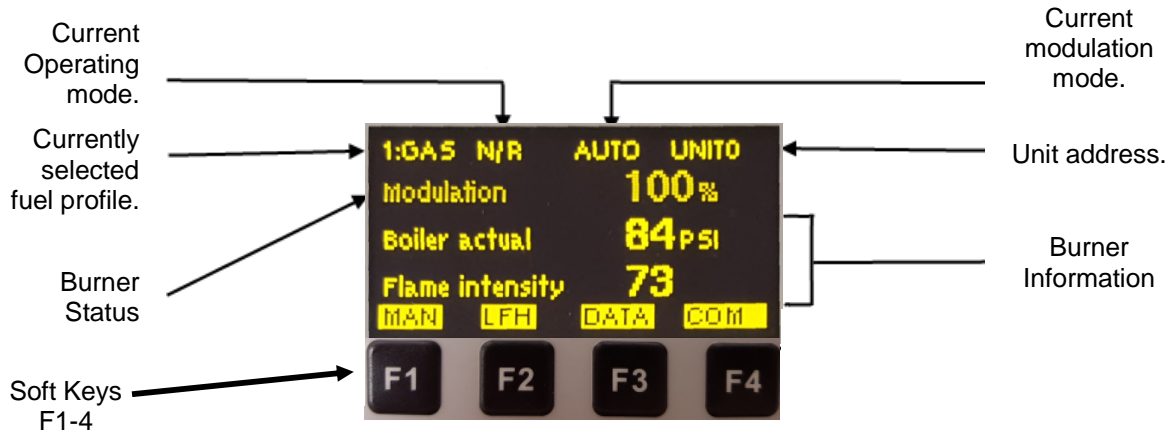 Current
Operating
mode.
Current
modulation
mode.
Currently
selected
fuel profile.
Unit address.
Burner
Status
Burner
Information
Soft Keys
F1-4
1:GAS N/R AUTO UNIT0
Modulation 100%
Boiler actual 84PSI
Flame intensity 73
MAN LFH DATA COM
F1 F2 F3 F4